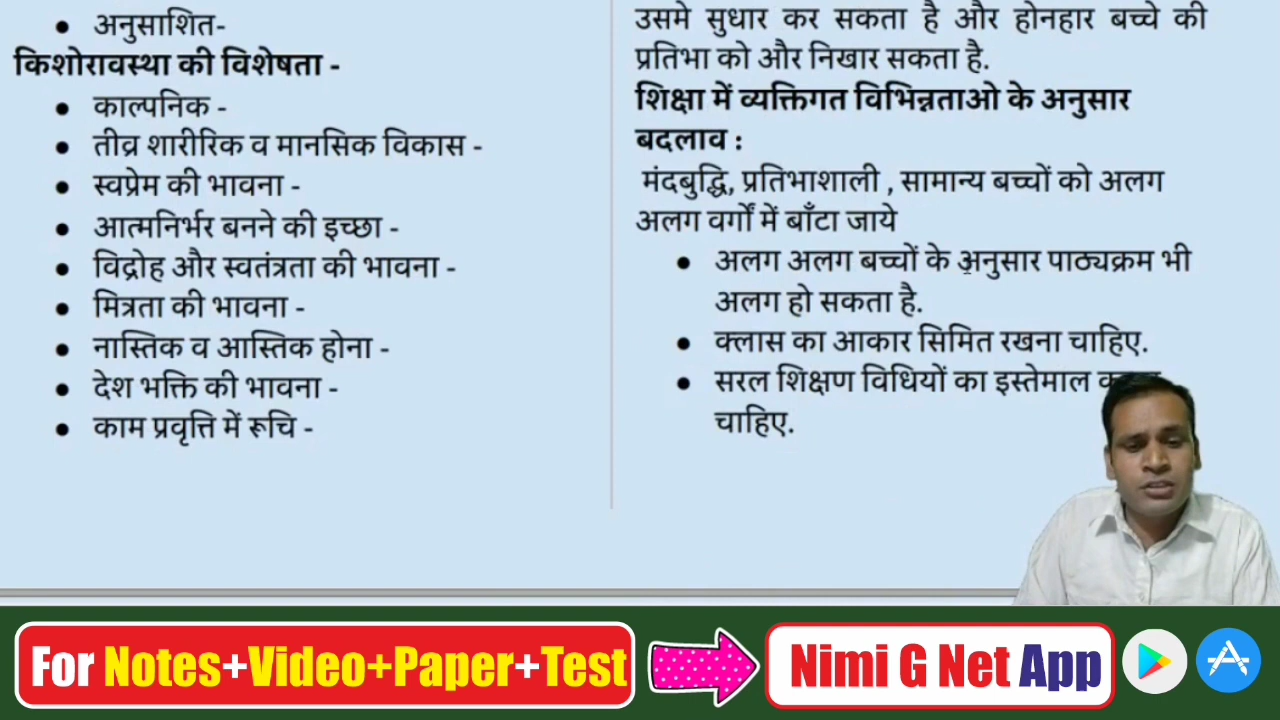 • अनुसाशित-
किशोरावस्था की विशेषता -
• काल्पनिक -
• तीव्र शारीरिक व मानसिक विकास -
• स्वप्रेम की भावना -
• आत्मनिर्भर बनने की इच्छा -
• विद्रोह और स्वतंत्रता की भावना -
• मित्रता की भावना -
• नास्तिक व आस्तिक होना -
• देश भक्ति की भावना -
• काम प्रवृत्ति में रूचि -
उसमे सुधार कर सकता है और होनहार बच्चे की
प्रतिभा को और निखार सकता है.
शिक्षा में व्यक्तिगत विभिन्नताओ के अनुसार
बदलाव :
मंदबुद्धि, प्रतिभाशाली , सामान्य बच्चों को अलग
अलग वर्गों में बाँटा जाये
• अलग अलग बच्चों के अनुसार पाठ्यक्रम भी
अलग हो सकता है.
• क्लास का आकार सिमित रखना चाहिए.
• सरल शिक्षण विधियों का इस्तेमाल
चाहिए.
For Notes+Video+Paper+Test
Nimi G Net App